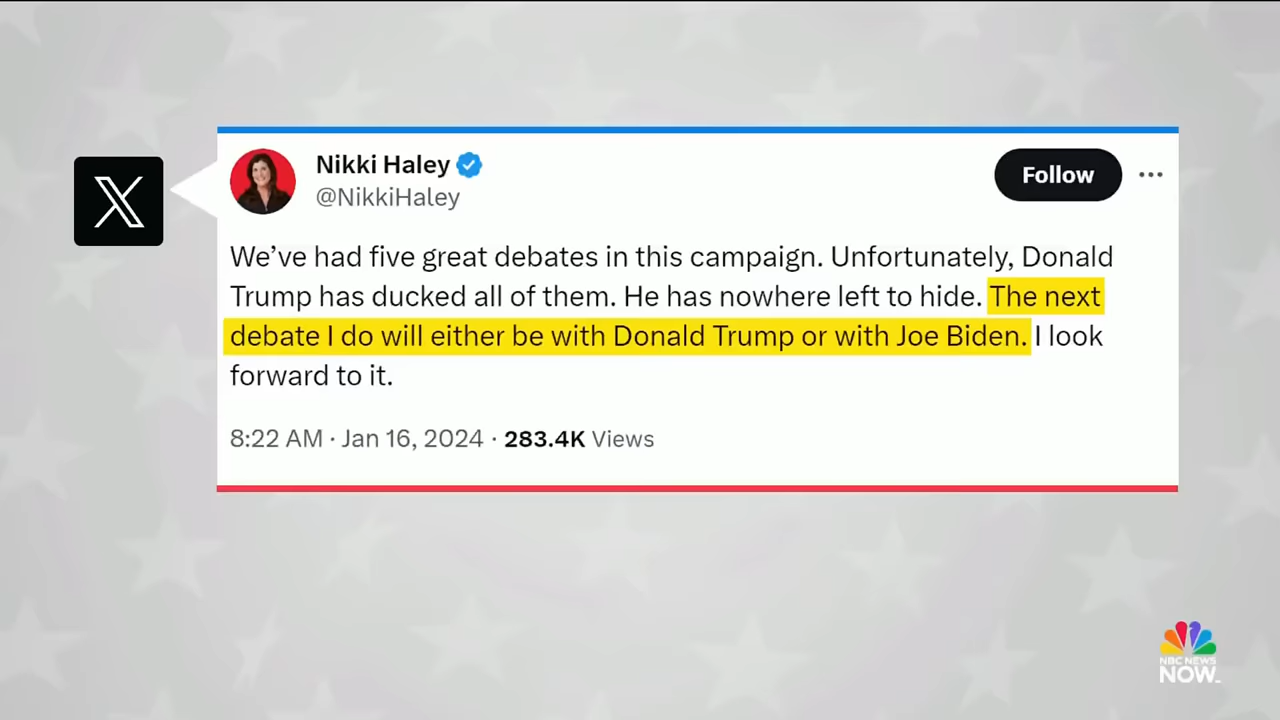 Nikki Haley
@NikkiHaley
Follow
We’ve had five great debates in this campaign. Unfortunately, Donald
Trump has ducked all of them. He has nowhere left to hide. The next
debate I do will either be with Donald Trump or with Joe Biden. I look
forward to it.
8:22 AM · Jan 16, 2024 · 283.4K Views
NBC NEWS
NOW